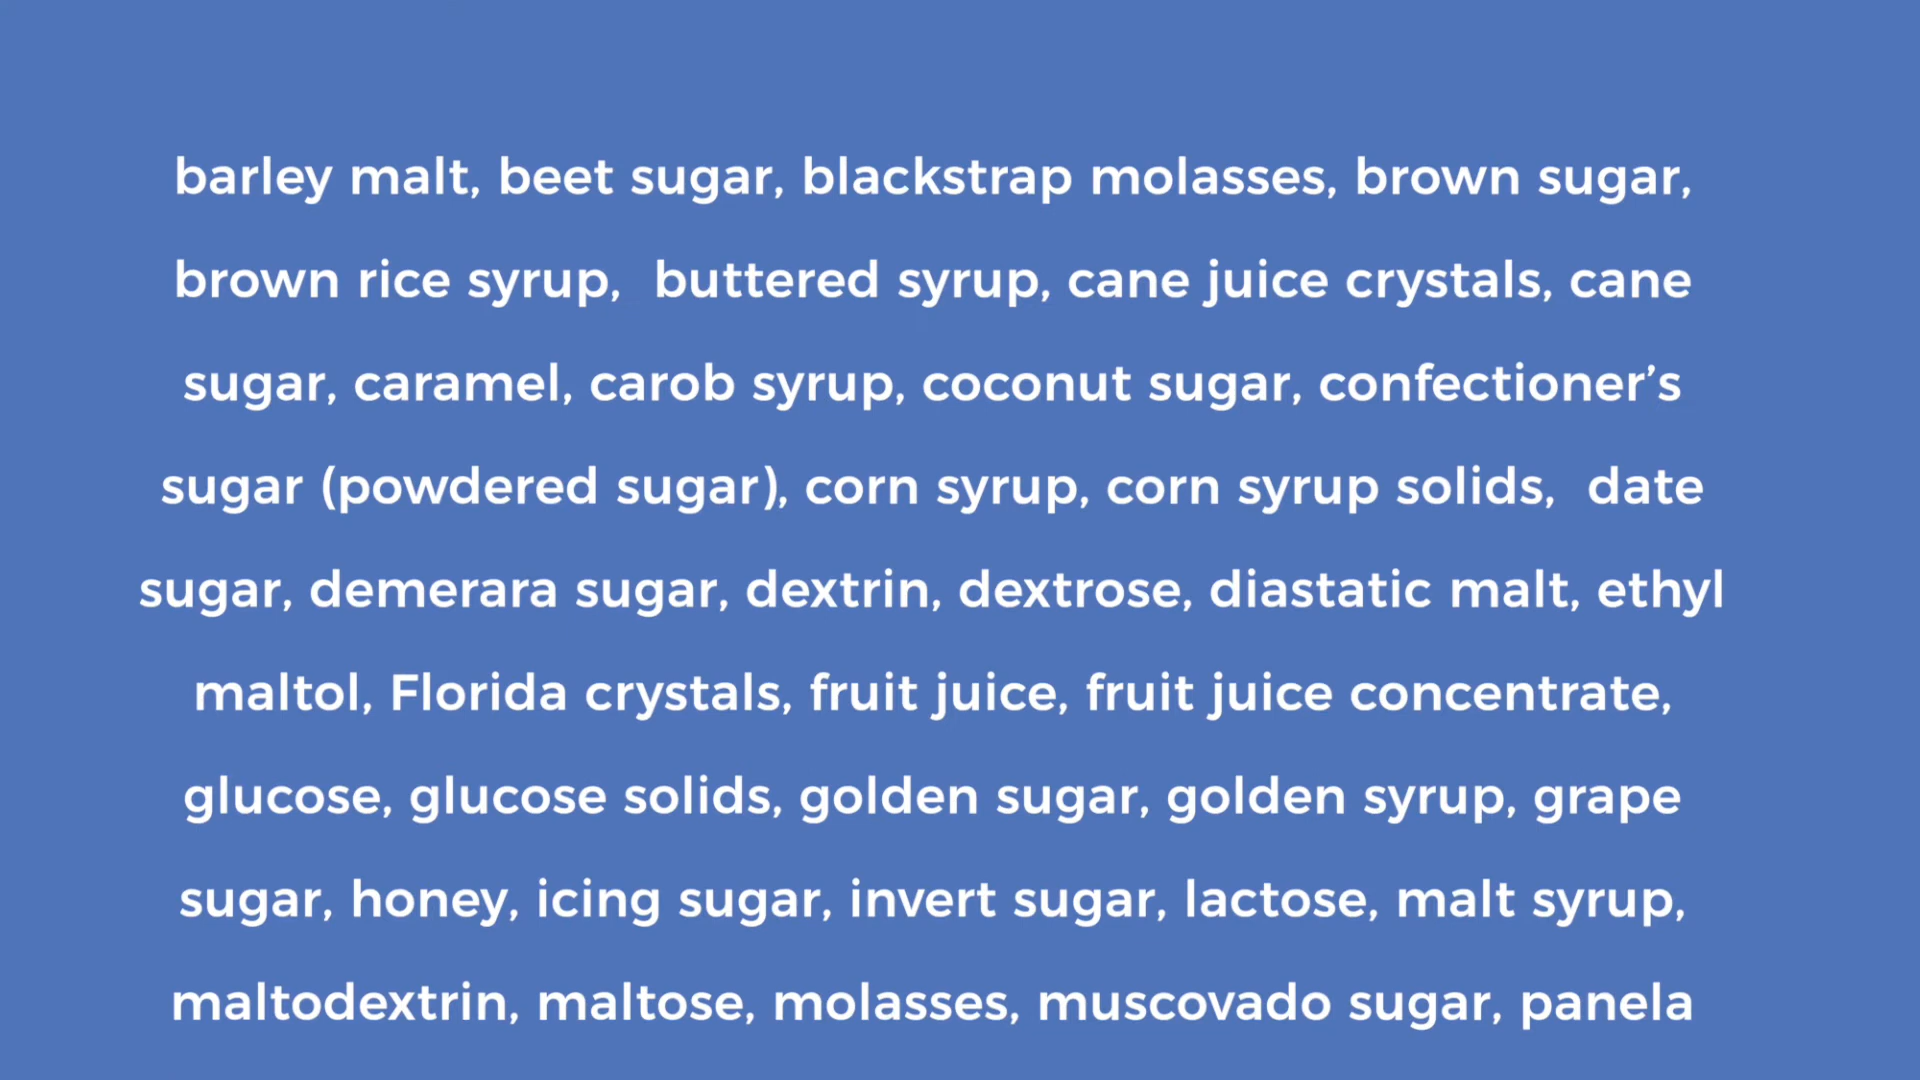 barley malt, beet sugar, blackstrap molasses, brown sugar,
brown rice syrup,  buttered syrup, cane juice crystals, cane
sugar, caramel, carob syrup, coconut sugar, confectioner’s
sugar (powdered sugar), corn syrup, corn syrup solids,  date
sugar, demerara sugar, dextrin, dextrose, diastatic malt, ethyl
maltol, Florida crystals, fruit juice, fruit juice concentrate,
glucose, glucose solids, golden sugar, golden syrup, grape
sugar, honey, icing sugar, invert sugar, lactose, malt syrup,
maltodextrin, maltose, molasses, muscovado sugar, panela